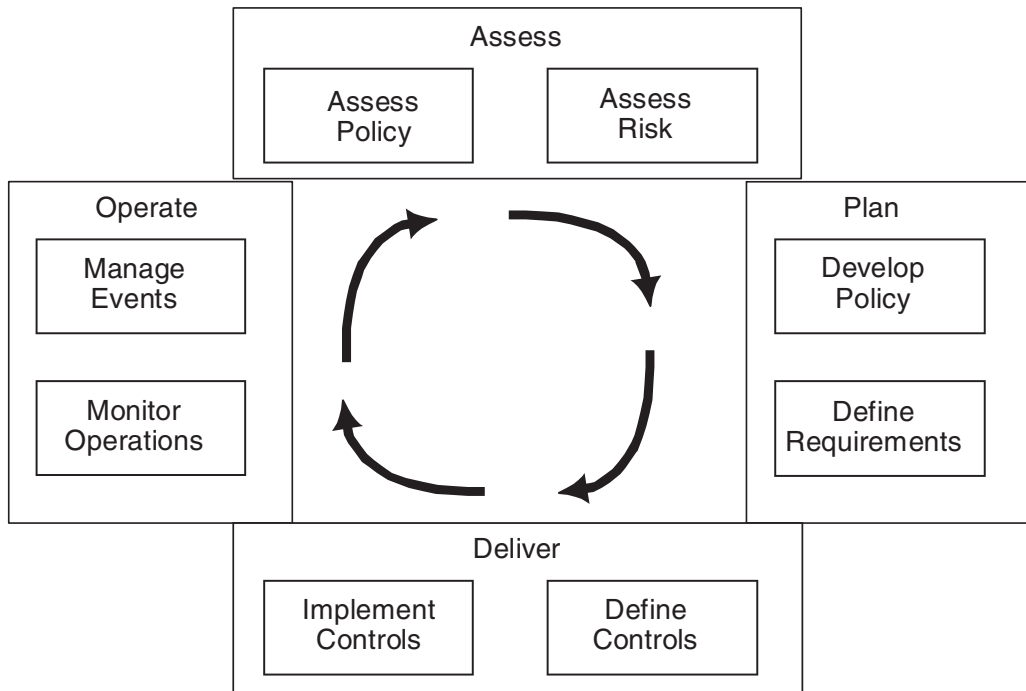 Assess
Assess
Policy
Assess
Risk
Operate
Manage
Events
Monitor
Operations
Plan
Develop
Policy
Define
Requirements
Deliver
Implement
Controls
Define
Controls